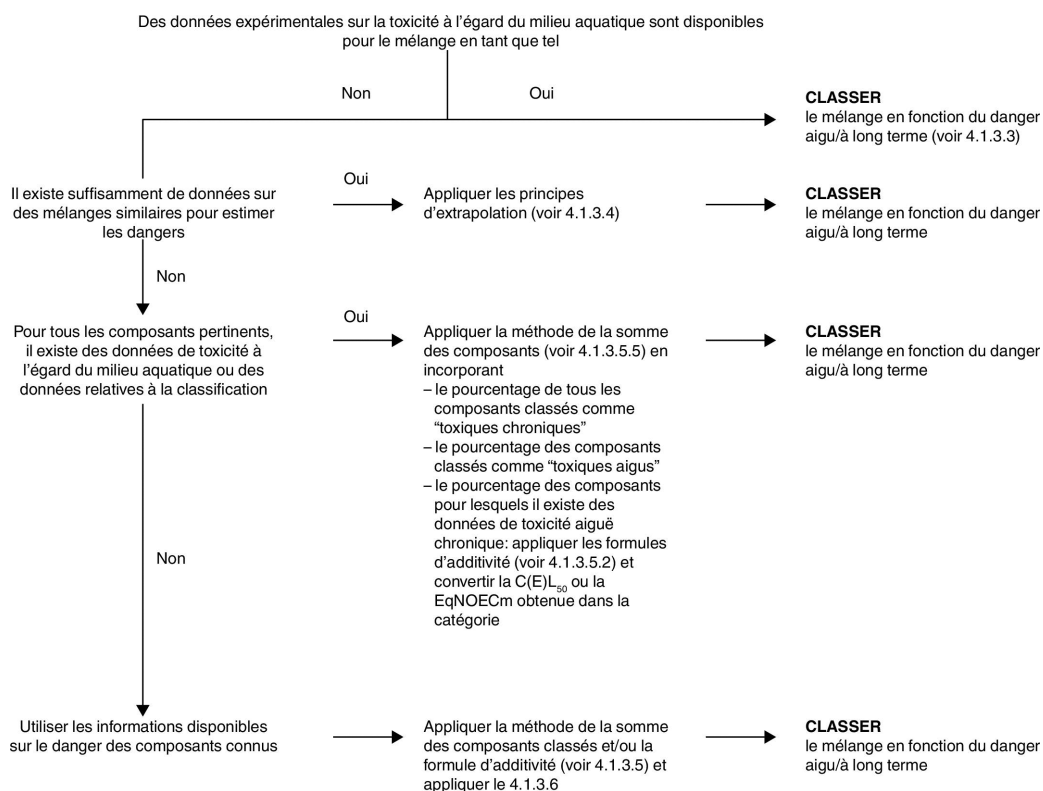 Des données expérimentales sur la toxicité à l'égard du milieu aquatique sont disponibles
pour le mélange en tant que tel
Non
Oui
CLASSER
le mélange en fonction du danger
aigu/à long terme (voir 4.1.3.3)
Il existe suffisamment de données sur
des mélanges similaires pour estimer
les dangers
Oui
Appliquer les principes
d'extrapolation (voir 4.1.3.4)
CLASSER
le mélange en fonction du danger
aigu/à long terme
Non
Pour tous les composants pertinents,
il existe des données de toxicité à
l'égard du milieu aquatique ou des
données relatives à la classification
Oui
Appliquer la méthode de la somme
des composants (voir 4.1.3.5.5) en
incorporant
– le pourcentage de tous les
composants classés comme
“toxiques chroniques”
– le pourcentage des composants
classés comme “toxiques aigus”
– le pourcentage des composants
pour lesquels il existe des
données de toxicité aiguë
chronique: appliquer les formules
d'additivité (voir 4.1.3.5.2) et
convertir la C(E)L50 ou la
EqNOECm obtenue dans la
catégorie
CLASSER
le mélange en fonction du danger
aigu/à long terme
Non
Utiliser les informations disponibles
sur le danger des composants connus
Appliquer la méthode de la somme
des composants classés et/ou la
formule d'additivité (voir 4.1.3.5) et
appliquer le 4.1.3.6
CLASSER
le mélange en fonction du danger
aigu/à long terme